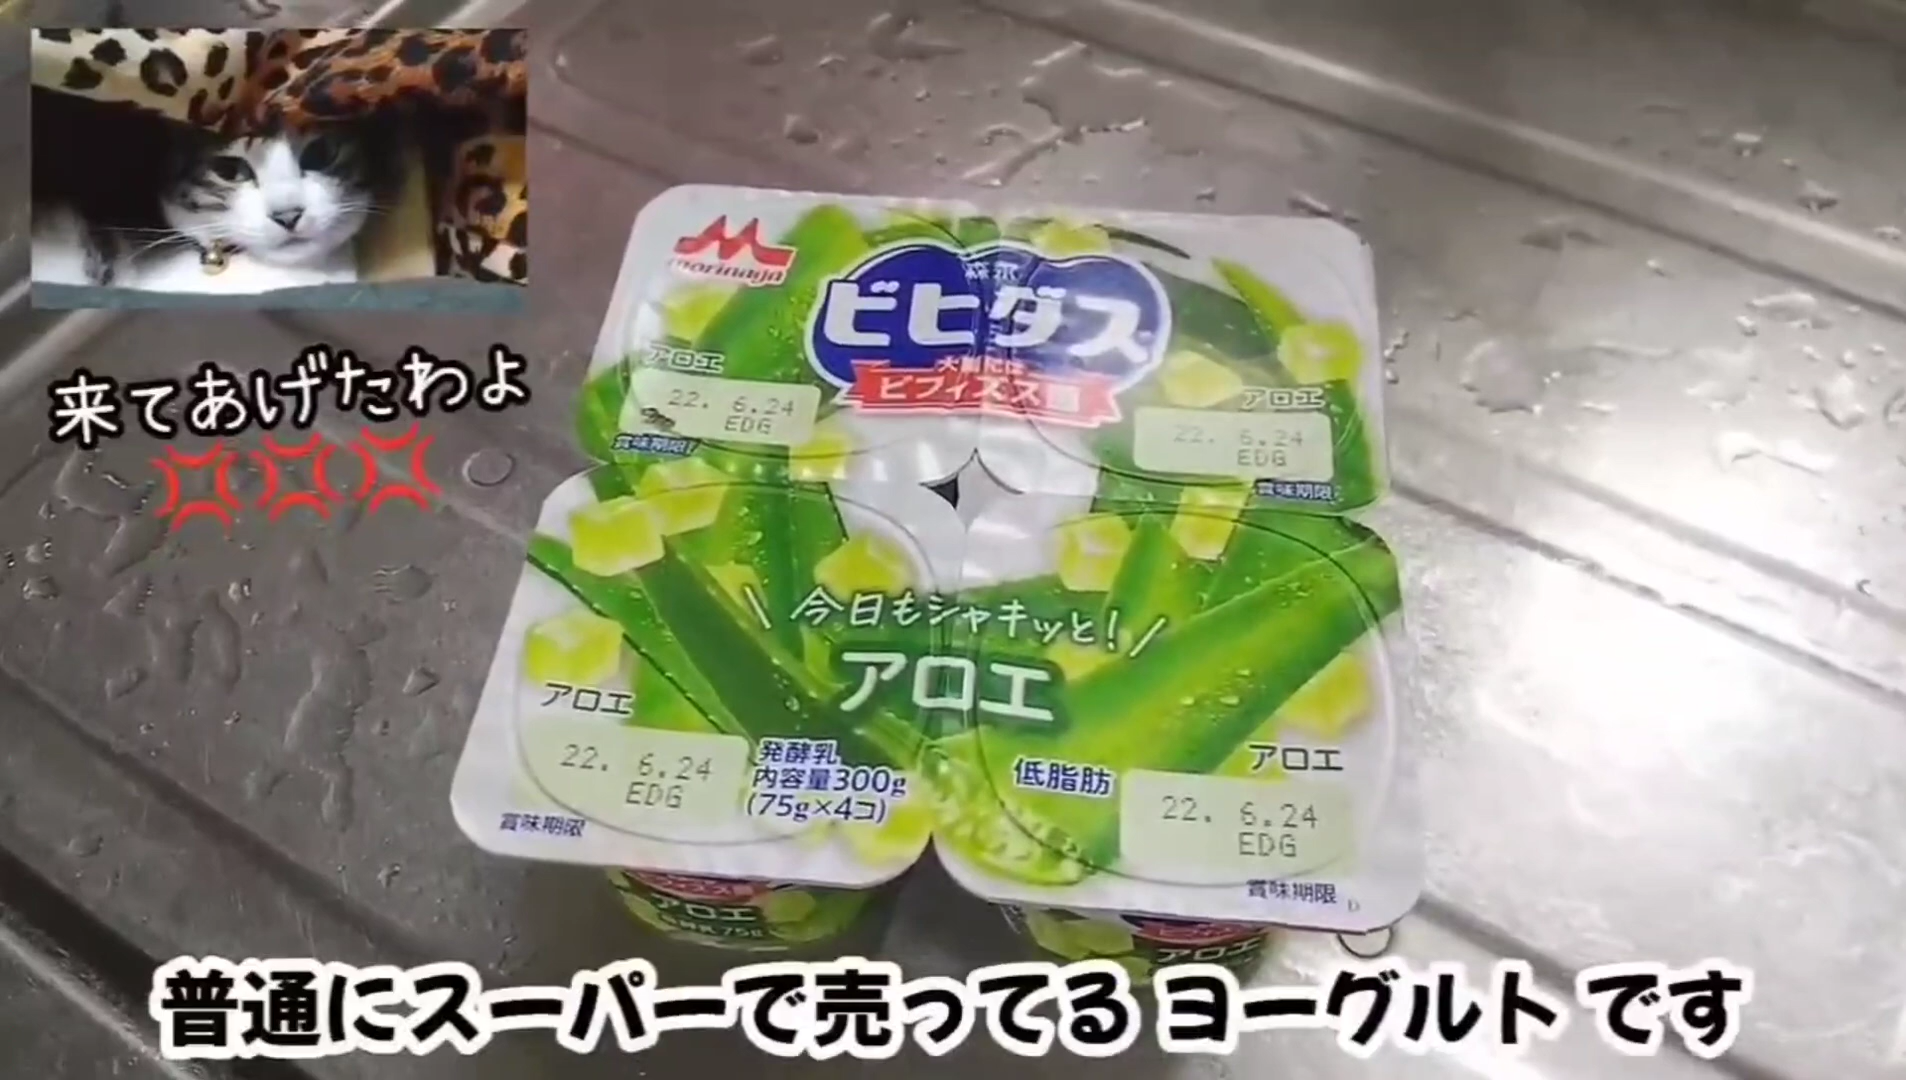 morinaga
森永
ビヒダス
大腸には
ビフィズス菌
アロエ
22. 6.24
EDG
賞味期限
アロエ
22. 6.24
EDG
賞味期限
来てあげたわよ
\ 今日もシャキッと! /
アロエ
アロエ
22. 6.24
EDG
賞味期限
発酵乳
内容量300g
(75g×4コ)
低脂肪
アロエ
22. 6.24
EDG
賞味期限 D
アロエ
アロエ
普通にスーパーで売ってる ヨーグルト です